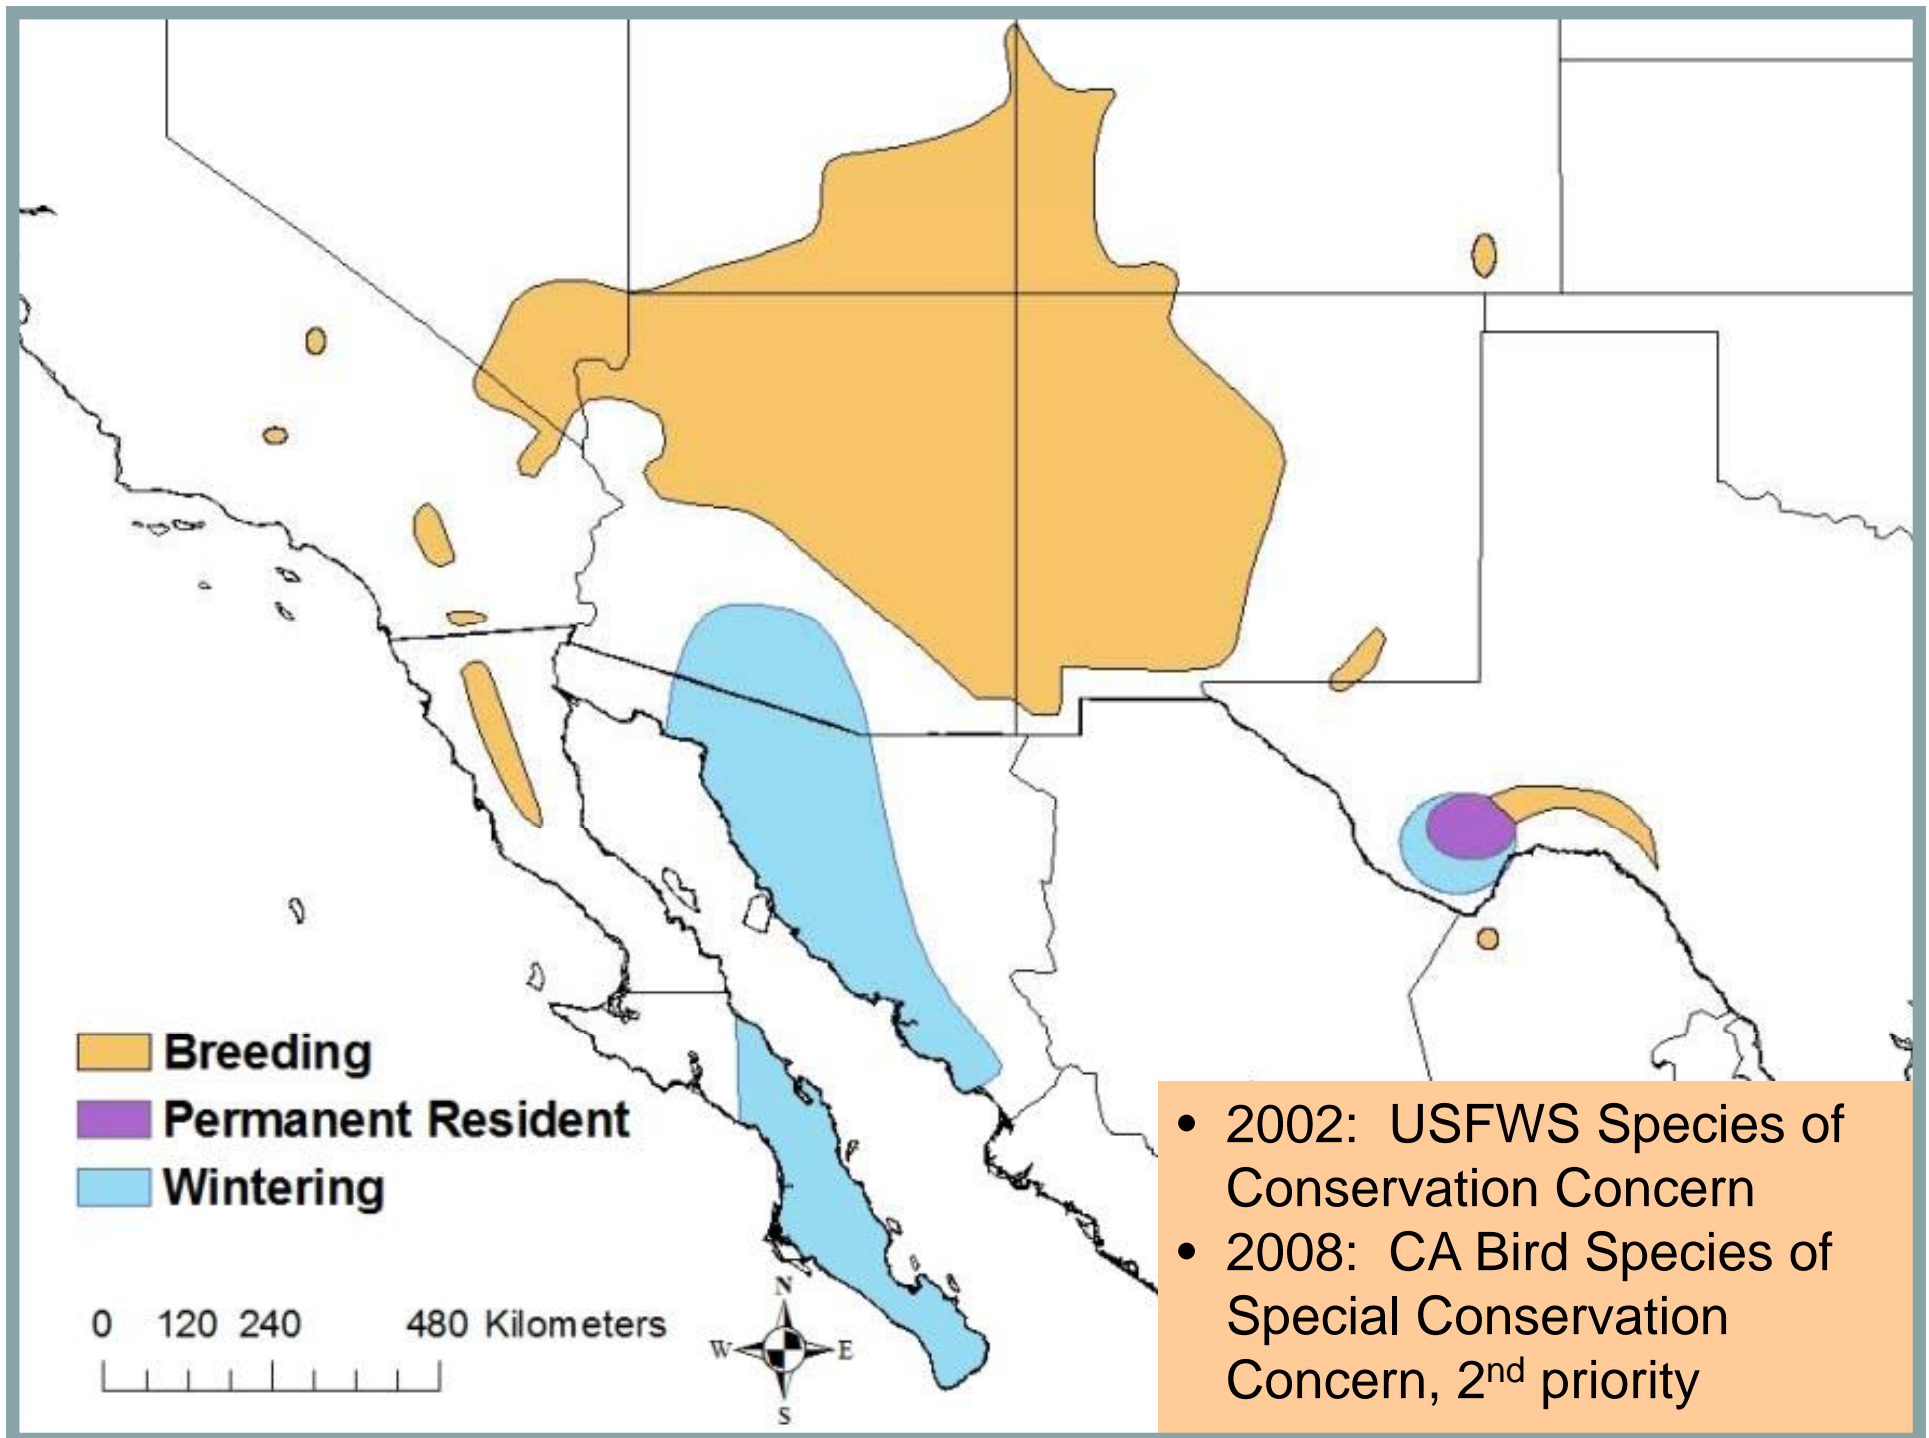 Breeding
Permanent Resident
Wintering
0 120 240 480 Kilometers
N
W E
S
• 2002: USFWS Species of
Conservation Concern
• 2008: CA Bird Species of
Special Conservation
Concern, 2nd priority